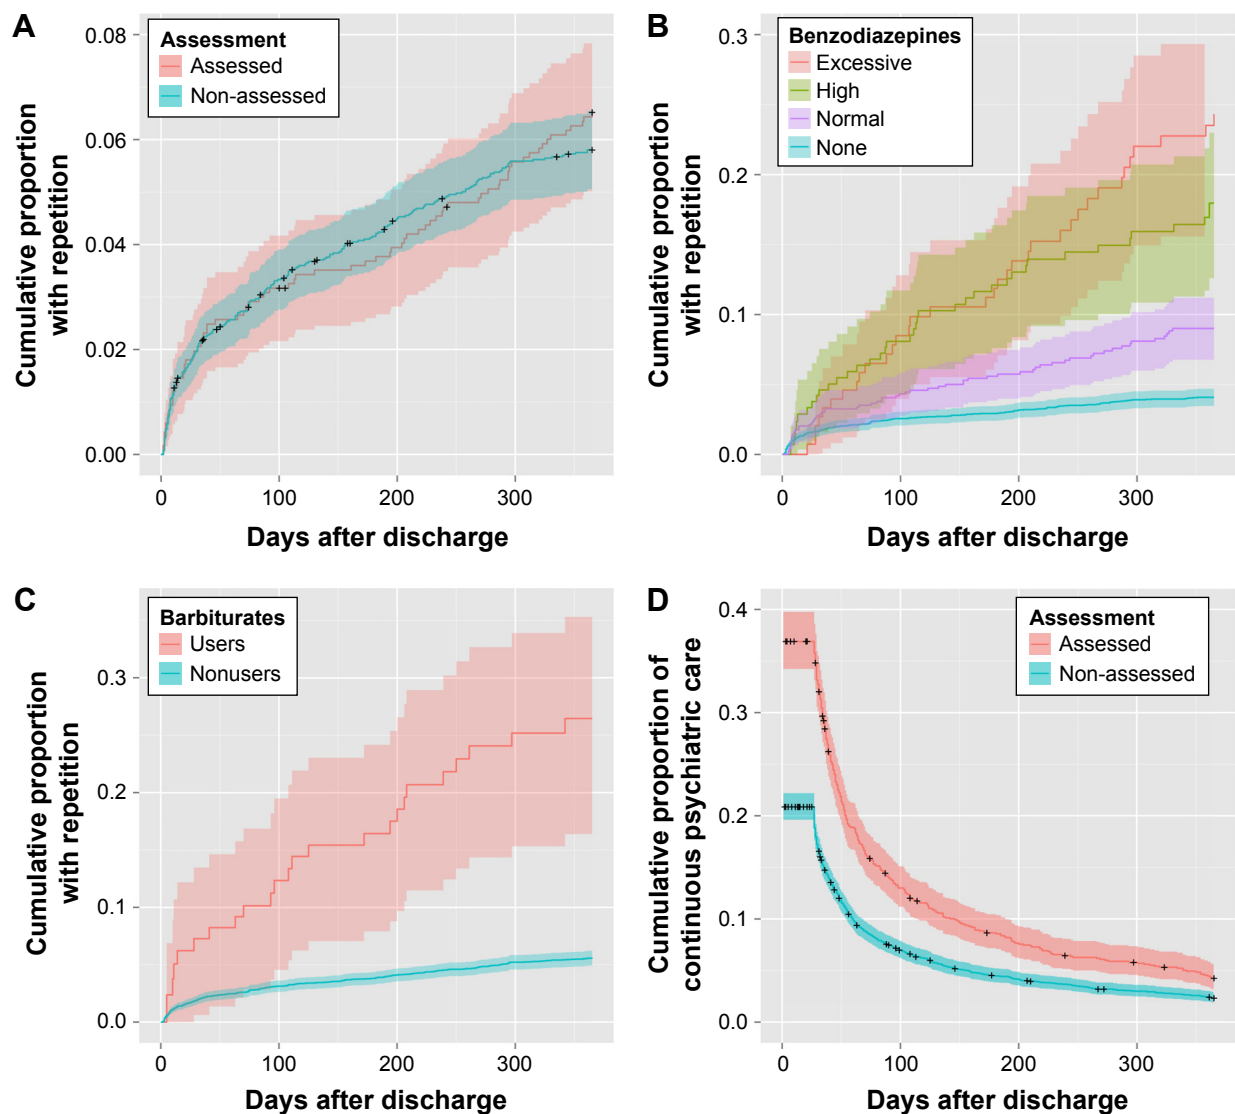 A
Assessment
Assessed
Non-assessed
0.08
0.06
0.04
0.02
0.00
Cumulative proportion
with repetition
0
100
200
300
Days after discharge
B
Benzodiazepines
Excessive
High
Normal
None
0.3
0.2
0.1
0.0
Cumulative proportion
with repetition
0
100
200
300
Days after discharge
C
Barbiturates
Users
Nonusers
0.3
0.2
0.1
0.0
Cumulative proportion
with repetition
0
100
200
300
Days after discharge
D
Assessment
Assessed
Non-assessed
0.4
0.3
0.2
0.1
0.0
Cumulative proportion of
continuous psychiatric care
0
100
200
300
Days after discharge